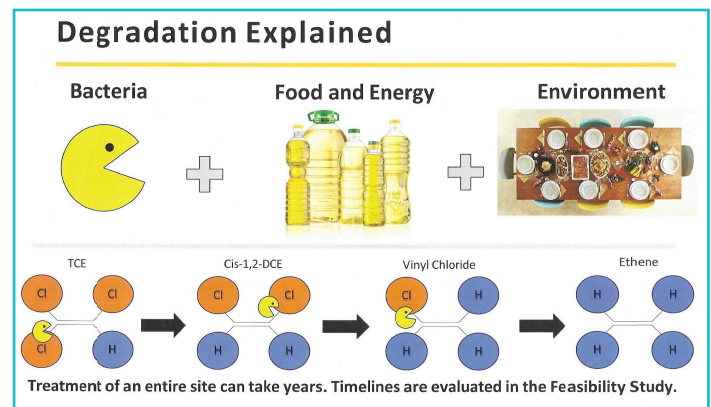 Degradation Explained
Bacteria
Food and Energy
Environment
TCE
Cis-1,2-DCE
Vinyl Chloride
Ethene
Cl Cl
Cl Cl
Cl H
H H
Cl H
H H
H H
H H
Treatment of an entire site can take years. Timelines are evaluated in the Feasibility Study.